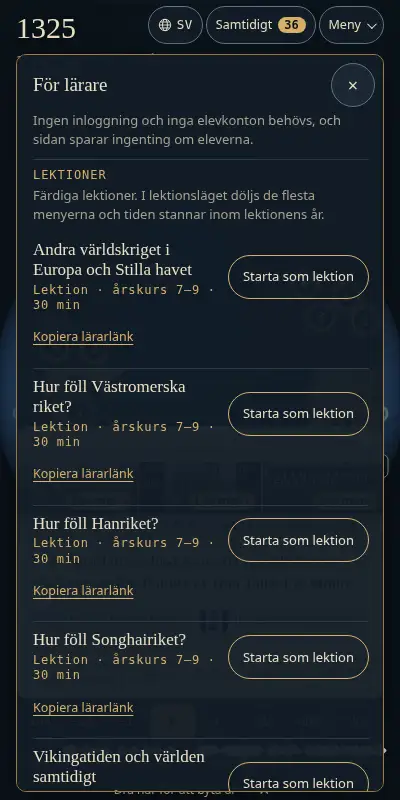 1325
SV
Samtidigt 36
Meny
För lärare
×
Ingen inloggning och inga elevkonton behövs, och
sidan sparar ingenting om eleverna.
LEKTIONER
Färdiga lektioner. I lektionsläget döljs de flesta
menyerna och tiden stannar inom lektionens år.
Andra världskriget i
Europa och Stilla havet
Lektion · årskurs 7–9 ·
30 min
Starta som lektion
Kopiera lärarlänk
Hur föll Västromerska
riket?
Lektion · årskurs 7–9 ·
30 min
Starta som lektion
Kopiera lärarlänk
Hur föll Hanriket?
Lektion · årskurs 7–9 ·
30 min
Starta som lektion
Kopiera lärarlänk
Hur föll Songhairiket?
Lektion · årskurs 7–9 ·
30 min
Starta som lektion
Kopiera lärarlänk
Vikingatiden och världen
samtidigt
Starta som lektion